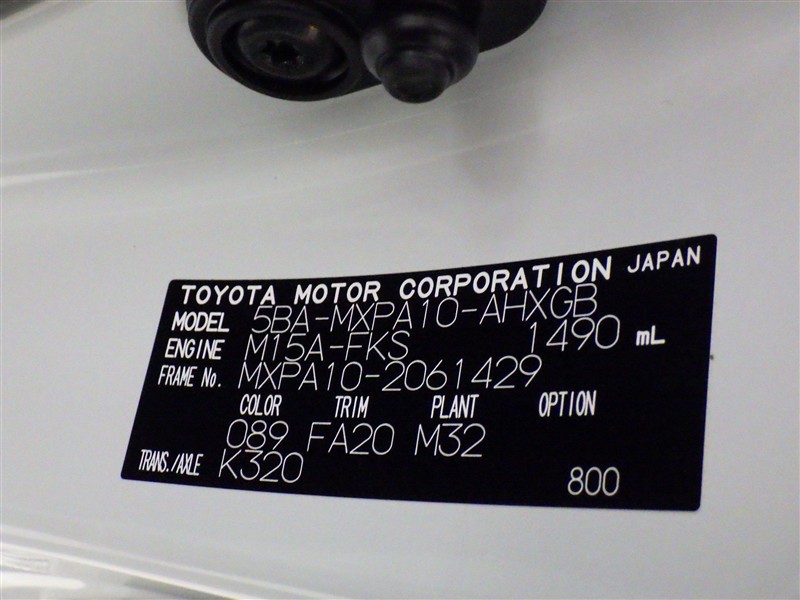 TOYOTA MOTOR CORPORATION JAPAN
MODEL 5BA-MXPA10-AHXGB
ENGINE M15A-FKS 1490 mL
FRAME No. MXPA10-2061429
COLOR TRIM PLANT OPTION
089 FA20 M32
TRANS./AXLE K320
800